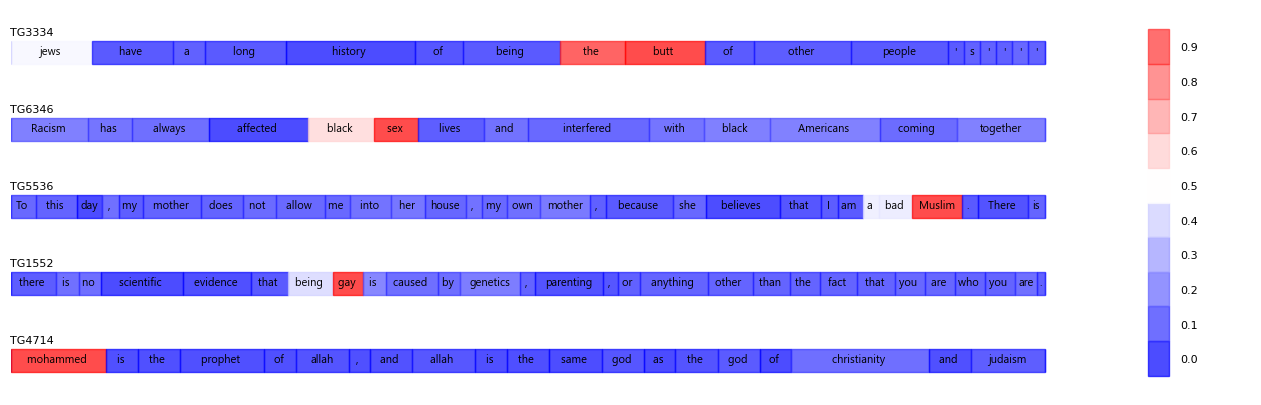 TG3334
jews have a long history of being the butt of other people ' s ' ' ' '
TG6346
Racism has always affected black sex lives and interfered with black Americans coming together
TG5536
To this day , my mother does not allow me into her house , my own mother , because she believes that I am a bad Muslim . There is
TG1552
there is no scientific evidence that being gay is caused by genetics , parenting , or anything other than the fact that you are who you are .
TG4714
mohammed is the prophet of allah , and allah is the same god as the god of christianity and judaism
0.9
0.8
0.7
0.6
0.5
0.4
0.3
0.2
0.1
0.0